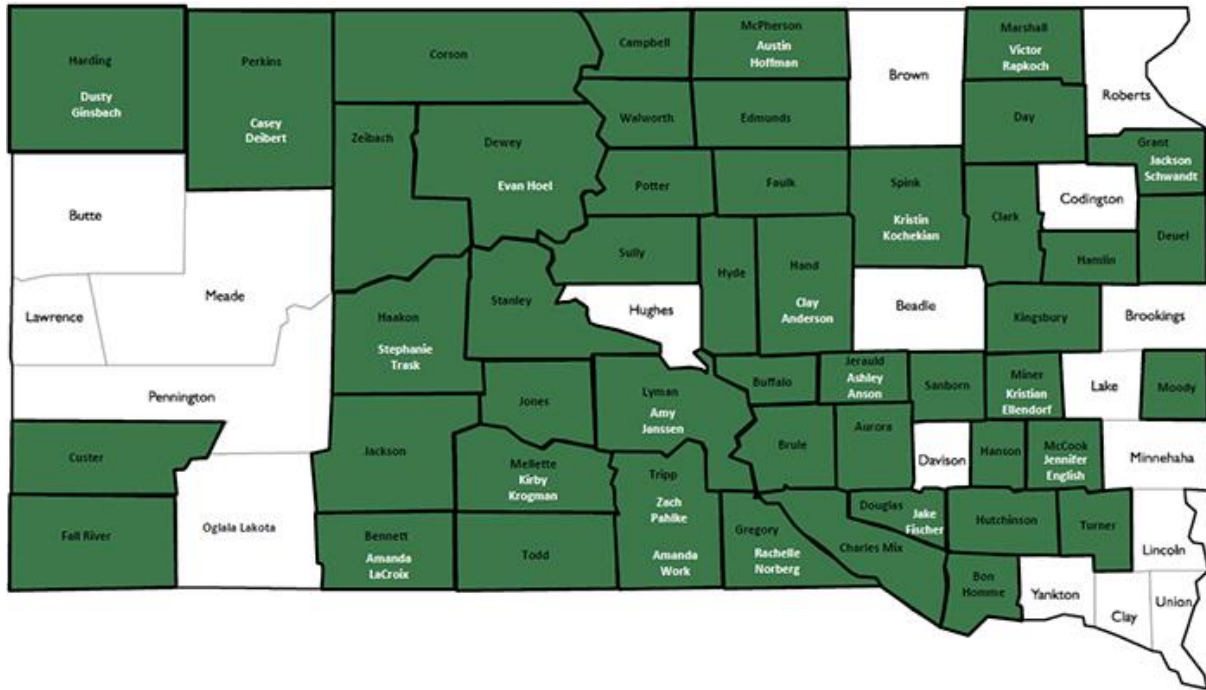 Harding
Dusty
Ginsbach
Perkins
Casey
Deibert
Corson
Campbell
McPherson
Austin
Hoffman
Brown
Marshall
Victor
Rapkoch
Roberts
Zeibach
Dewey
Evan Hoel
Walworth
Edmunds
Day
Grant
Jackson
Schwandt
Butte
Potter
Faulk
Spink
Kristin
Kochekian
Clark
Codington
Deuel
Hamlin
Meade
Lawrence
Sully
Hyde
Hand
Clay
Anderson
Haakon
Stephanie
Trask
Stanley
Hughes
Beadle
Kingsbury
Brookings
Pennington
Jones
Lyman
Amy
Janssen
Buffalo
Jerauld
Ashley
Anson
Sanborn
Miner
Kristian
Ellendorf
Lake
Moody
Custer
Jackson
Mellette
Kirby
Krogman
Tripp
Zach
Pahlke
Amanda
Work
Brule
Aurora
Davison
Hanson
McCook
Jennifer
English
Minnehaha
Fall River
Oglala Lakota
Bennett
Amanda
LaCroix
Todd
Gregory
Rachelle
Norberg
Douglas
Jake
Fischer
Charles Mix
Hutchinson
Turner
Lincoln
Bon
Homme
Yankton
Clay
Union